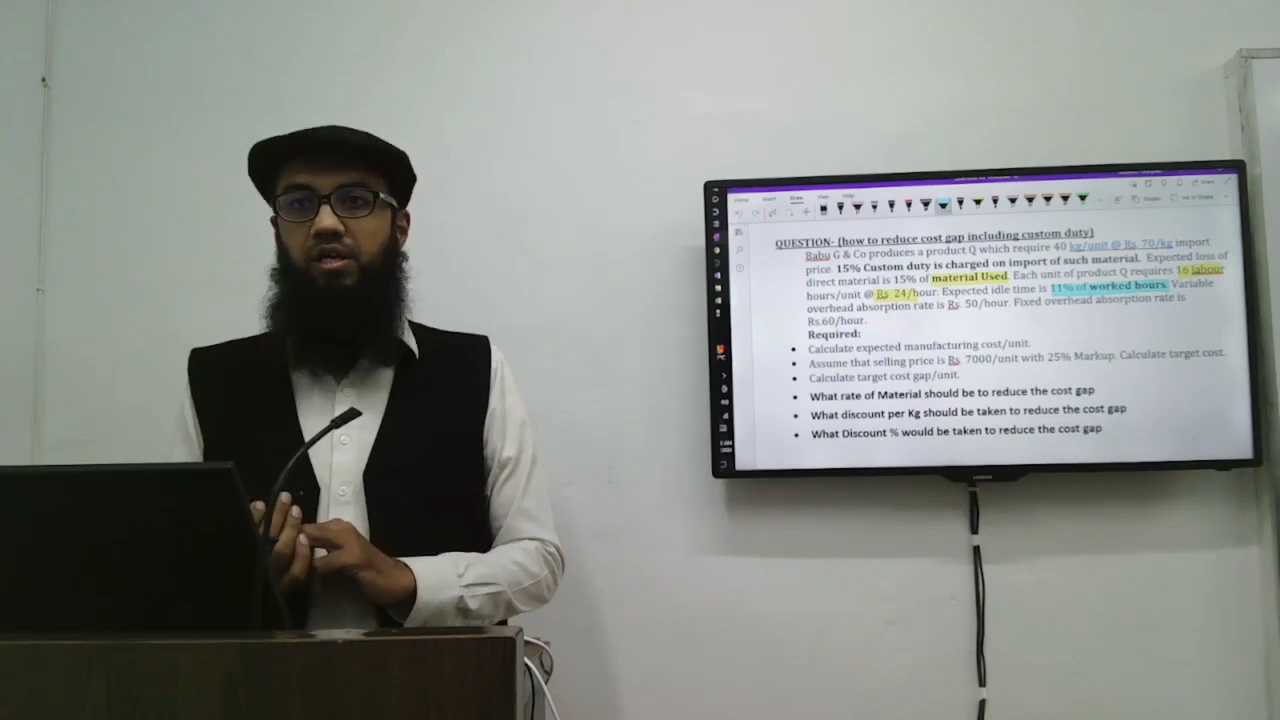 Home Insert Draw View Help
Share
QUESTION- {how to reduce cost gap including custom duty}
Babu G & Co produces a product Q which require 40 kg/unit @ Rs. 70/kg import
price. 15% Custom duty is charged on import of such material. Expected loss of
direct material is 15% of material Used. Each unit of product Q requires 16 labour
hours/unit @ Rs. 24/hour. Expected idle time is 11% of worked hours. Variable
overhead absorption rate is Rs. 50/hour. Fixed overhead absorption rate is
Rs.60/hour.
Required:
• Calculate expected manufacturing cost/unit.
• Assume that selling price is Rs. 7000/unit with 25% Markup. Calculate target cost.
• Calculate target cost gap/unit.
• What rate of Material should be to reduce the cost gap
• What discount per Kg should be taken to reduce the cost gap
• What Discount % would be taken to reduce the cost gap